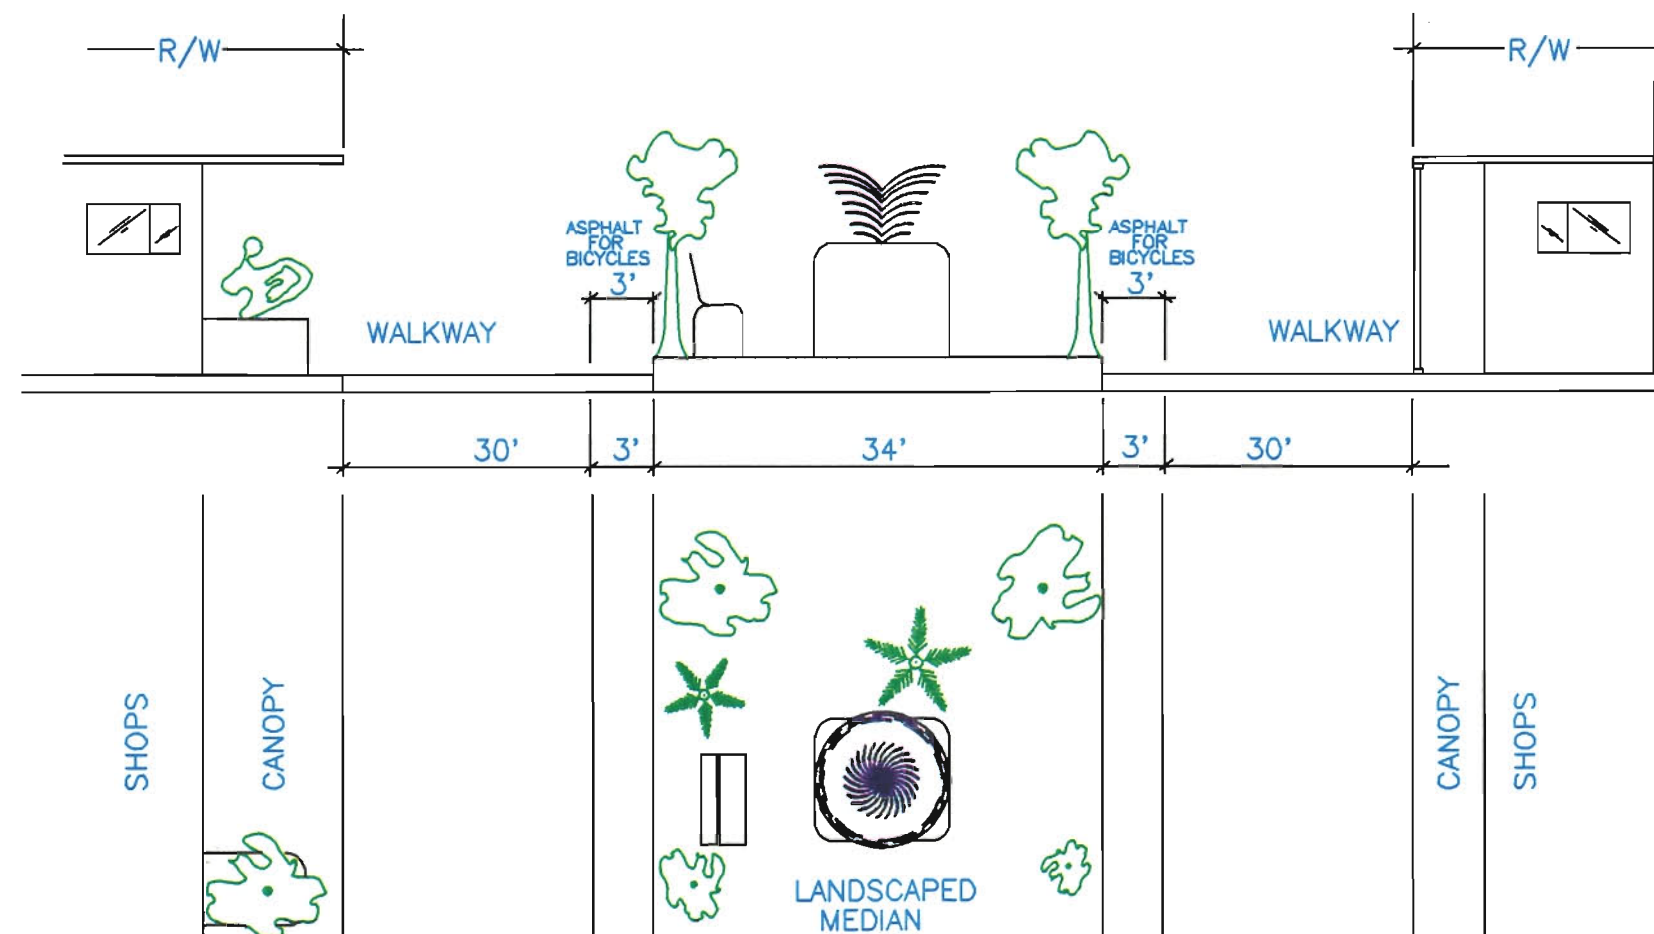 R/W
R/W
ASPHALT
FOR
BICYCLES
3'
ASPHALT
FOR
BICYCLES
3'
WALKWAY
WALKWAY
30'
3'
34'
3'
30'
SHOPS
CANOPY
CANOPY
SHOPS
LANDSCAPED
MEDIAN